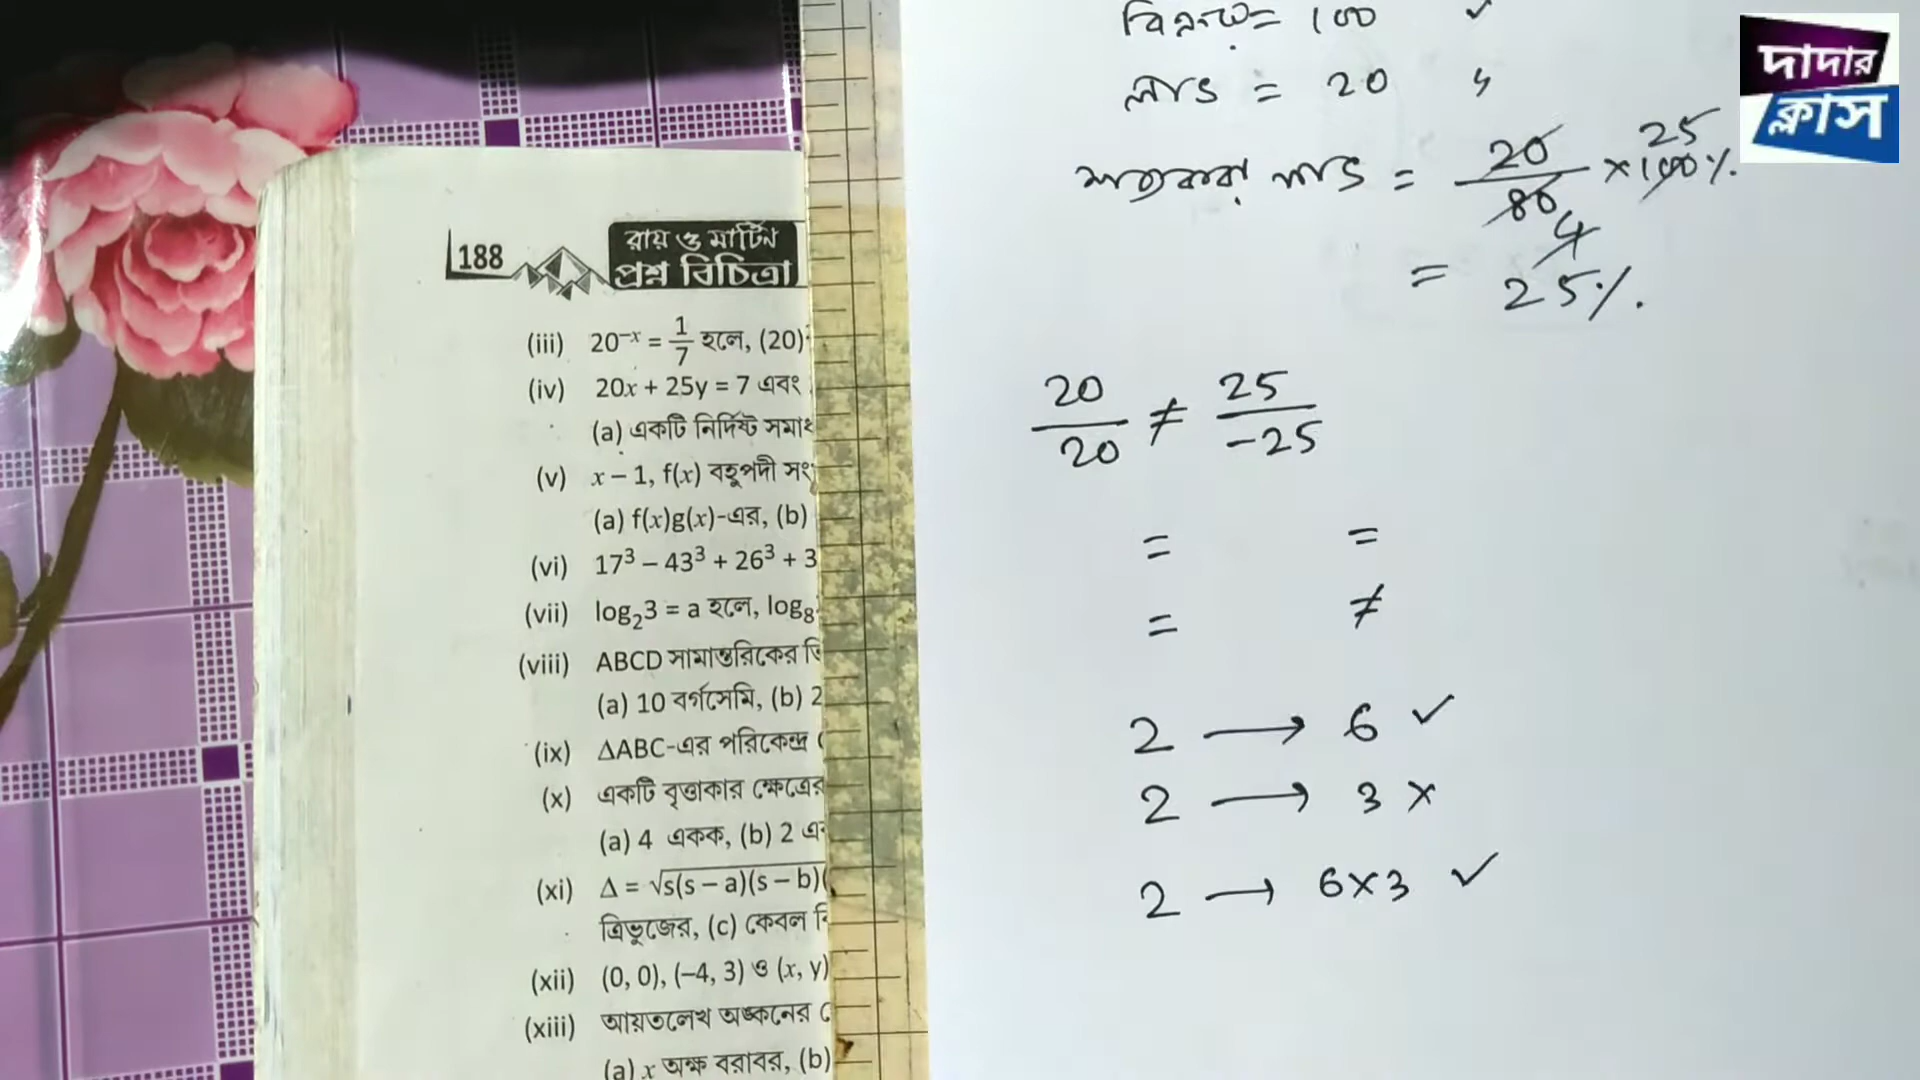 188
রায় ও মার্টিন
প্রশ্ন বিচিত্রা
(iii) 20⁻ˣ = 1/7 হলে, (20)
(iv) 20x + 25y = 7 এবং
(a) একটি নির্দিষ্ট
(v) x – 1, f(x) বহুপদী
(a) f(x)g(x)-এর, (b)
(vi) 17³ – 43³ + 26³ + 3
(vii) log₂3 = a হলে, log₈
(viii) ABCD সামান্তরিকের
(a) 10 বর্গসেমি, (b) 2
(ix) ΔABC-এর পরিকেন্দ্র
(x) একটি বৃত্তাকার ক্ষেত্রের
(a) 4 একক, (b) 2
(xi) Δ = √s(s – a)(s – b)(
ত্রিভুজের, (c) কেবল
(xii) (0, 0), (–4, 3) ও (x, y)
(xiii) আয়তলেখ অঙ্কনের
(a) x অক্ষ বরাবর, (b)
= 100
লাভ = 20 "
শতকরা লাভ = 20/80 × 100% 25
4
= 25%.
20/20 ≠ 25/-25
= =
= ≠
2 → 6 ✓
2 → 3 ×
2 → 6×3 ✓
দাদার
ক্লাস